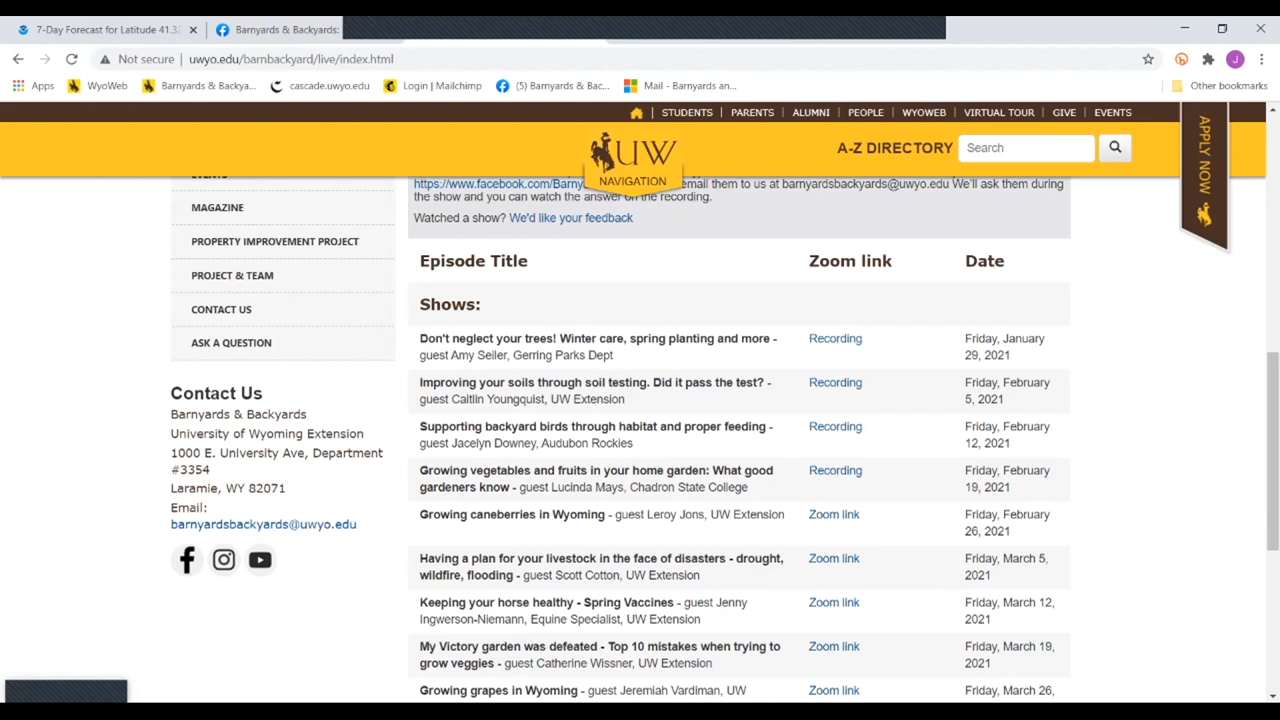 7-Day Forecast for Latitude 41.32
Barnyards & Backyards:
Not secure uwyo.edu/barnbackyard/live/index.html
Apps WyoWeb Barnyards & Backya... cascade.uwyo.edu Login | Mailchimp (5) Barnyards & Bac... Mail - Barnyards an... Other bookmarks
STUDENTS PARENTS ALUMNI PEOPLE WYOWEB VIRTUAL TOUR GIVE EVENTS
UW
NAVIGATION
A-Z DIRECTORY Search
APPLY NOW
EVENTS
MAGAZINE
PROPERTY IMPROVEMENT PROJECT
PROJECT & TEAM
CONTACT US
ASK A QUESTION
Contact Us
Barnyards & Backyards
University of Wyoming Extension
1000 E. University Ave, Department
#3354
Laramie, WY 82071
Email:
barnyardsbackyards@uwyo.edu
https://www.facebook.com/Barny email them to us at barnyardsbackyards@uwyo.edu We'll ask them during
the show and you can watch the answer on the recording.
Watched a show? We'd like your feedback
Episode Title Zoom link Date
Shows:
Don't neglect your trees! Winter care, spring planting and more - Recording Friday, January
guest Amy Seiler, Gerring Parks Dept 29, 2021
Improving your soils through soil testing. Did it pass the test? - Recording Friday, February
guest Caitlin Youngquist, UW Extension 5, 2021
Supporting backyard birds through habitat and proper feeding - Recording Friday, February
guest Jacelyn Downey, Audubon Rockies 12, 2021
Growing vegetables and fruits in your home garden: What good Recording Friday, February
gardeners know - guest Lucinda Mays, Chadron State College 19, 2021
Growing caneberries in Wyoming - guest Leroy Jons, UW Extension Zoom link Friday, February
26, 2021
Having a plan for your livestock in the face of disasters - drought, Zoom link Friday, March 5,
wildfire, flooding - guest Scott Cotton, UW Extension 2021
Keeping your horse healthy - Spring Vaccines - guest Jenny Zoom link Friday, March 12,
Ingwerson-Niemann, Equine Specialist, UW Extension 2021
My Victory garden was defeated - Top 10 mistakes when trying to Zoom link Friday, March 19,
grow veggies - guest Catherine Wissner, UW Extension 2021
Growing grapes in Wyoming - guest Jeremiah Vardiman, UW Zoom link Friday, March 26,